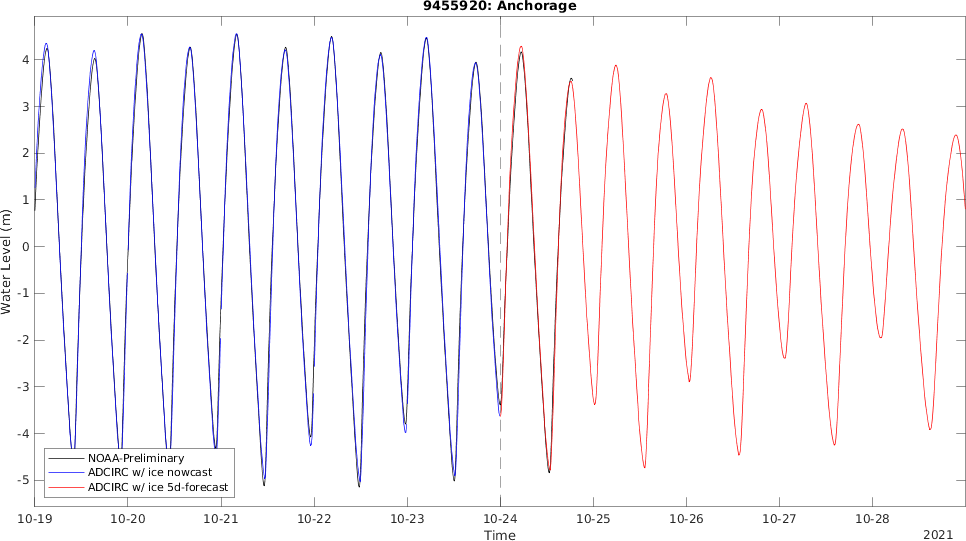 9455920: Anchorage
Water Level (m)
4
3
2
1
0
-1
-2
-3
-4
-5
NOAA-Preliminary
ADCIRC w/ ice nowcast
ADCIRC w/ ice 5d-forecast
10-19 10-20 10-21 10-22 10-23 10-24 10-25 10-26 10-27 10-28
Time
2021